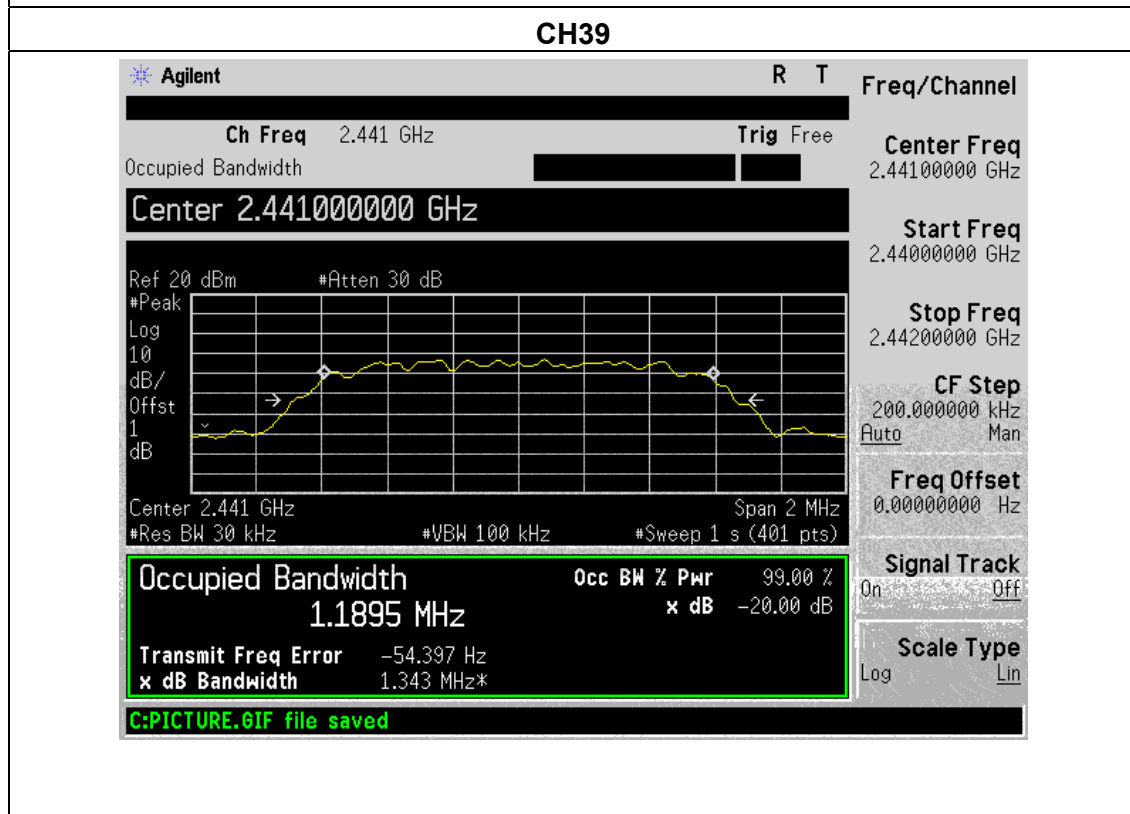 CH39
Agilent R T
Ch Freq 2.441 GHz Trig Free
Occupied Bandwidth
Center 2.441000000 GHz
Ref 20 dBm #Atten 30 dB
#Peak
Log
10
dB/
Offst
1
dB
Center 2.441 GHz Span 2 MHz
#Res BW 30 kHz #VBW 100 kHz #Sweep 1 s (401 pts)
Occupied Bandwidth
1.1895 MHz
Occ BW % Pwr 99.00 %
x dB -20.00 dB
Transmit Freq Error -54.397 Hz
x dB Bandwidth 1.343 MHz*
C:PICTURE.GIF file saved
Freq/Channel
Center Freq
2.44100000 GHz
Start Freq
2.44000000 GHz
Stop Freq
2.44200000 GHz
CF Step
200.000000 kHz
Auto Man
Freq Offset
0.00000000 Hz
Signal Track
On Off
Scale Type
Log Lin